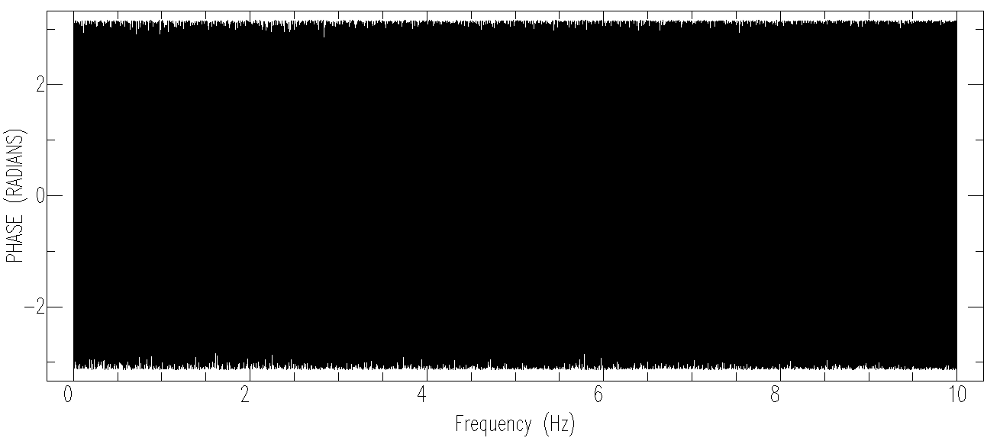 2
0
−2
PHASE (RADIANS)
0 2 4 6 8 10
Frequency (Hz)